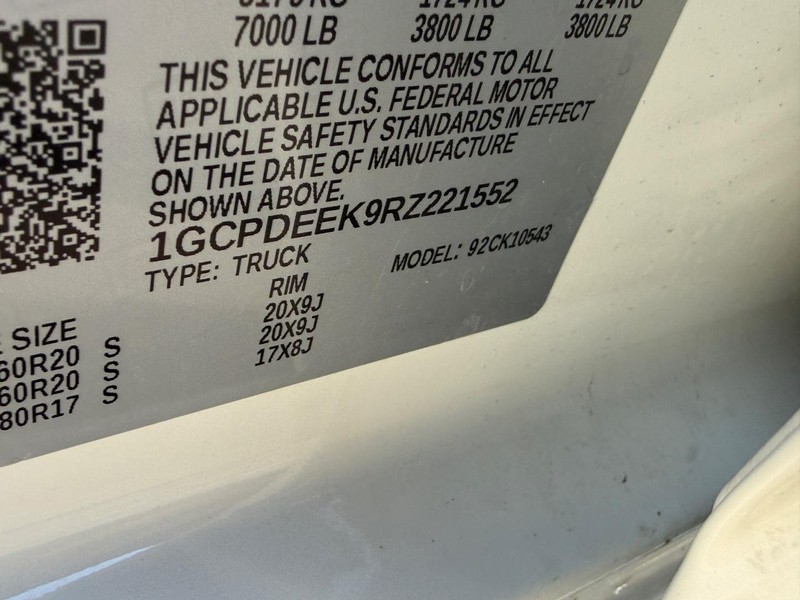 7000 LB 3800 LB 3800 LB
THIS VEHICLE CONFORMS TO ALL
APPLICABLE U.S. FEDERAL MOTOR
VEHICLE SAFETY STANDARDS IN EFFECT
ON THE DATE OF MANUFACTURE
SHOWN ABOVE.
1GCPDEEK9RZ221552
TYPE: TRUCK MODEL: 92CK10543
SIZE RIM
60R20 S 20X9J
60R20 S 20X9J
80R17 S 17X8J